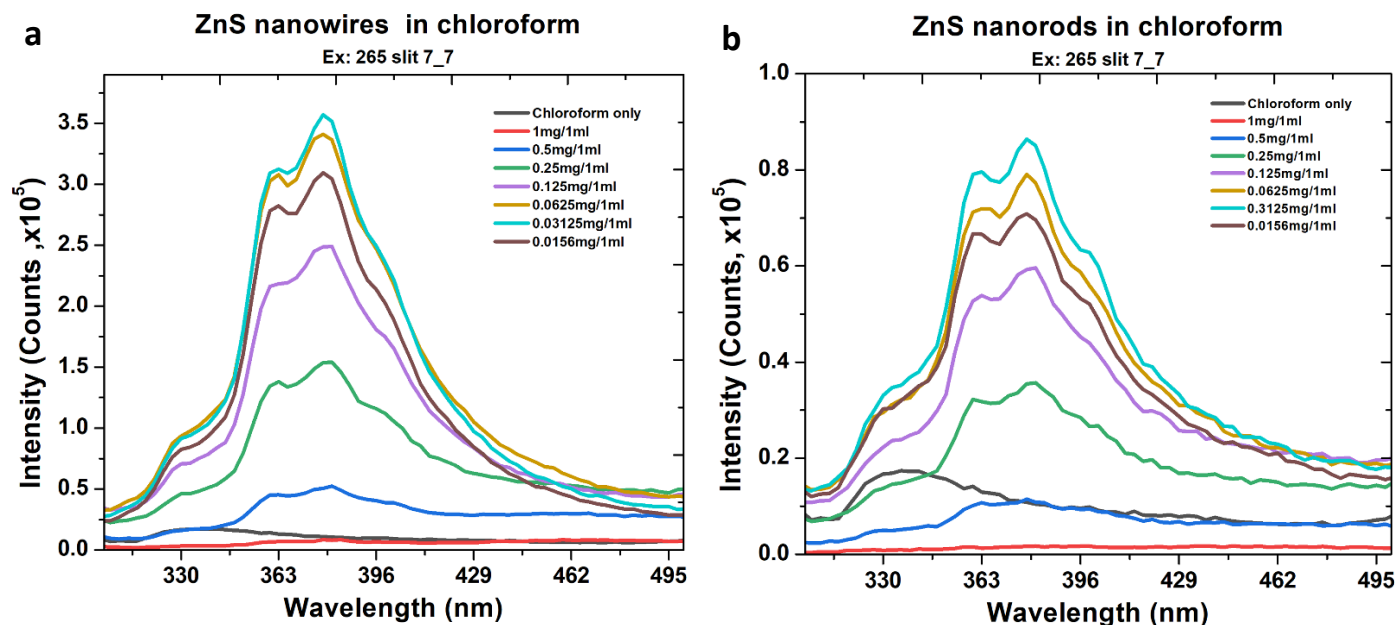 a
ZnS nanowires in chloroform
Ex: 265 slit 7_7
Intensity (Counts ,x10⁵)
3.5
3.0
2.5
2.0
1.5
1.0
0.5
0.0
Chloroform only
1mg/1ml
0.5mg/1ml
0.25mg/1ml
0.125mg/1ml
0.0625mg/1ml
0.03125mg/1ml
0.0156mg/1ml
330 363 396 429 462 495
Wavelength (nm)
b
ZnS nanorods in chloroform
Ex: 265 slit 7_7
Intensity (Counts, x10⁵)
1.0
0.8
0.6
0.4
0.2
0.0
Chloroform only
1mg/1ml
0.5mg/1ml
0.25mg/1ml
0.125mg/1ml
0.0625mg/1ml
0.3125mg/1ml
0.0156mg/1ml
330 363 396 429 462 495
Wavelength (nm)